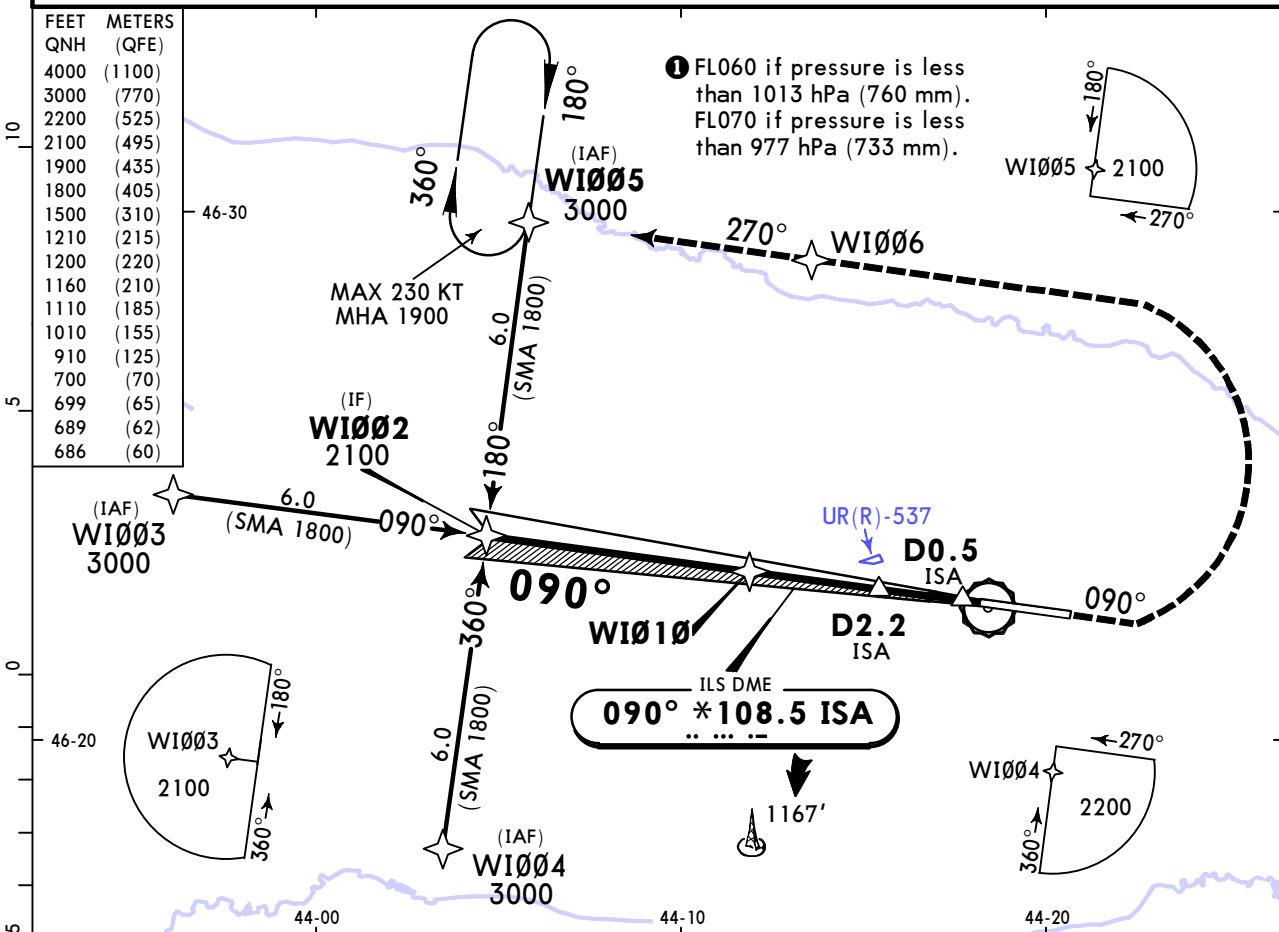 FEET METERS
QNH (QFE)
4000 (1100)
3000 (770)
2200 (525)
2100 (495)
1900 (435)
1800 (405)
1500 (310)
1210 (215)
1200 (220)
1160 (210)
1110 (185)
1010 (155)
910 (125)
700 (70)
699 (65)
689 (62)
686 (60)
❶ FL060 if pressure is less
than 1013 hPa (760 mm).
FL070 if pressure is less
than 977 hPa (733 mm).
180°
360°
(IAF)
WIØØ5
3000
MAX 230 KT
MHA 1900
46-30
10
270°
WIØØ6
180°
WIØØ5
2100
270°
6.0
(SMA 1800)
180°
5
(IF)
WIØØ2
2100
(IAF)
WIØØ3
3000
6.0
(SMA 1800)
090°
090°
UR(R)-537
D0.5
ISA
090°
WIØ1Ø
D2.2
ISA
360°
6.0
(SMA 1800)
ILS DME
090° *108.5 ISA
.. ... .-
1167'
0
46-20
WIØØ3
2100
180°
360°
(IAF)
WIØØ4
3000
WIØØ4
270°
2200
360°
5
44-00
44-10
44-20